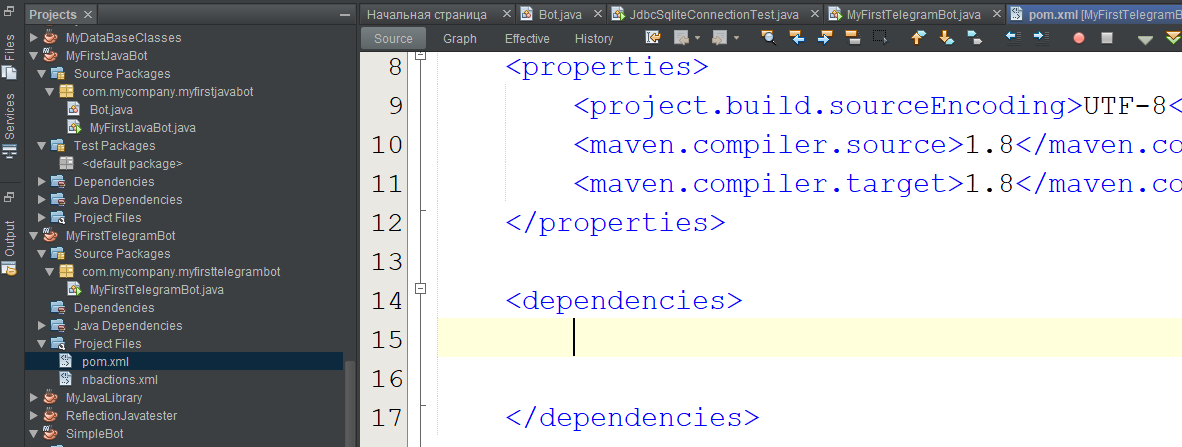 Projects
Files
Services
Output
MyDataBaseClasses
MyFirstJavaBot
Source Packages
com.mycompany.myfirstjavabot
Bot.java
MyFirstJavaBot.java
Test Packages
<default package>
Dependencies
Java Dependencies
Project Files
MyFirstTelegramBot
Source Packages
com.mycompany.myfirsttelegrambot
MyFirstTelegramBot.java
Dependencies
Java Dependencies
Project Files
pom.xml
nbactions.xml
MyJavaLibrary
ReflectionJavatester
SimpleBot
Начальная страница Bot.java JdbcSqliteConnectionTest.java MyFirstTelegramBot.java pom.xml [MyFirstTelegramB
Source Graph Effective History
8 <properties>
9 <project.build.sourceEncoding>UTF-8<
10 <maven.compiler.source>1.8</maven.co
11 <maven.compiler.target>1.8</maven.co
12 </properties>
13
14 <dependencies>
15
16
17 </dependencies>